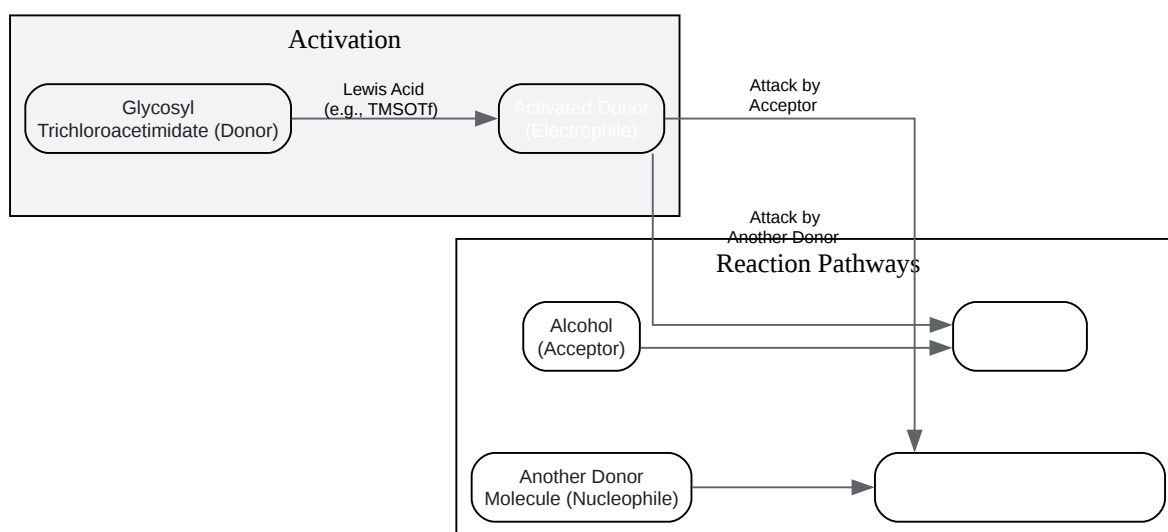 Activation
Glycosyl
Trichloroacetimidate (Donor)
Lewis Acid
(e.g., TMSOTf)
Activated Donor
(Electrophile)
Attack by
Acceptor
Attack by
Another Donor
Reaction Pathways
Alcohol
(Acceptor)
Another Donor
Molecule (Nucleophile)